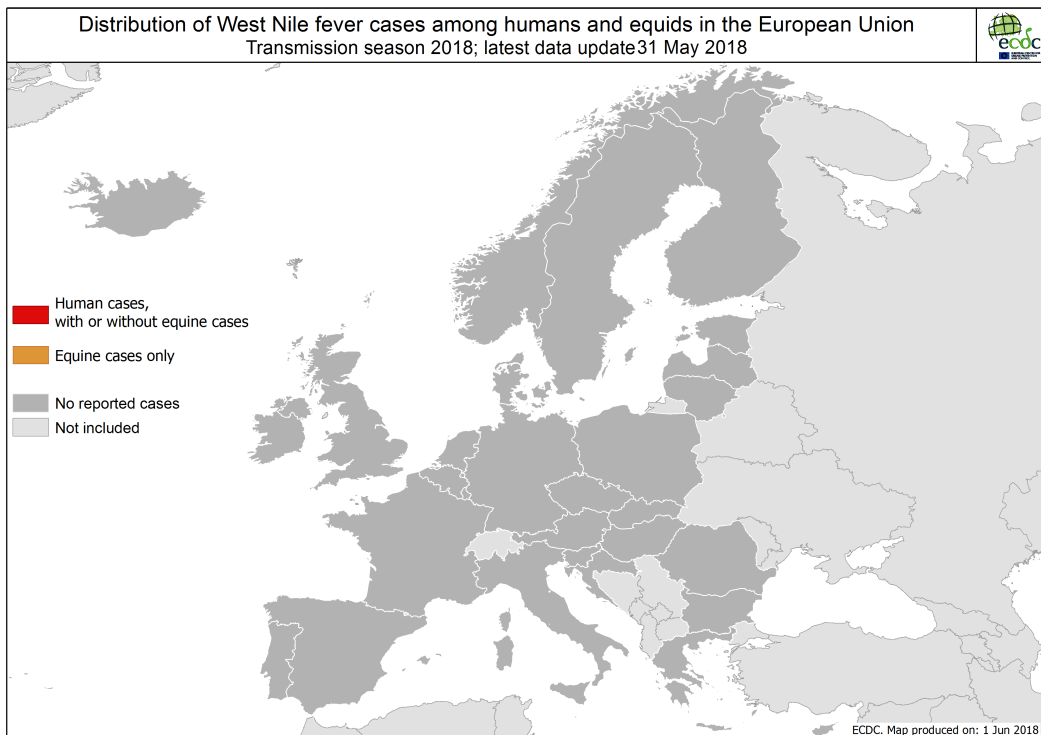 Distribution of West Nile fever cases among humans and equids in the European Union
Transmission season 2018; latest data update31 May 2018
ecdc
Human cases,
with or without equine cases
Equine cases only
No reported cases
Not included
ECDC. Map produced on: 1 Jun 2018